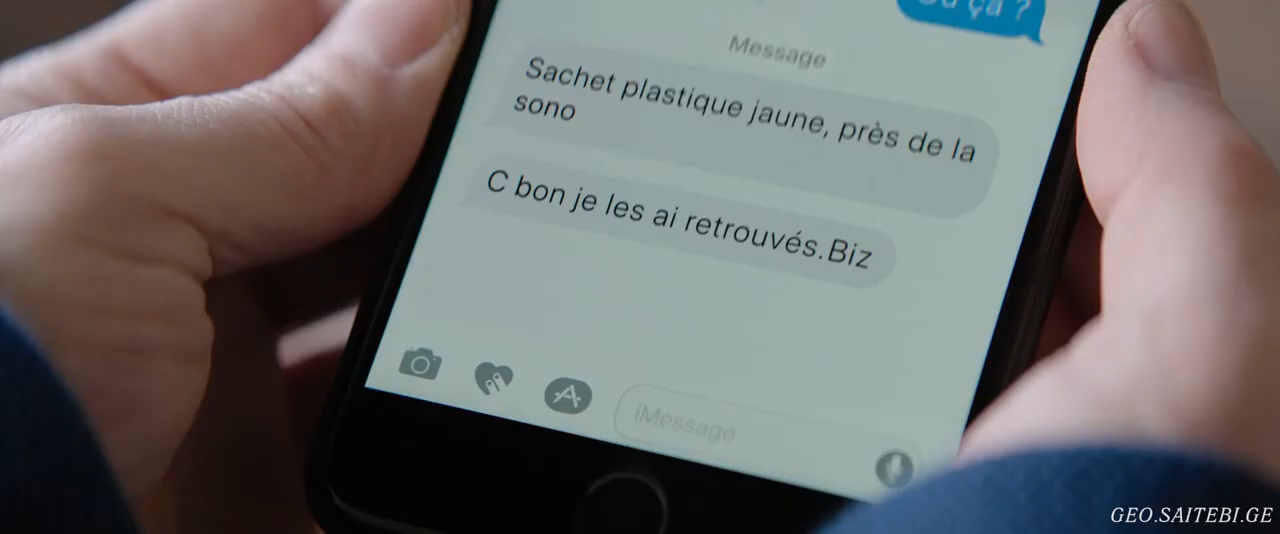 Où ça ?
Message
Sachet plastique jaune, près de la
sono
C bon je les ai retrouvés.Biz
iMessage
GEO.SAITEBI.GE